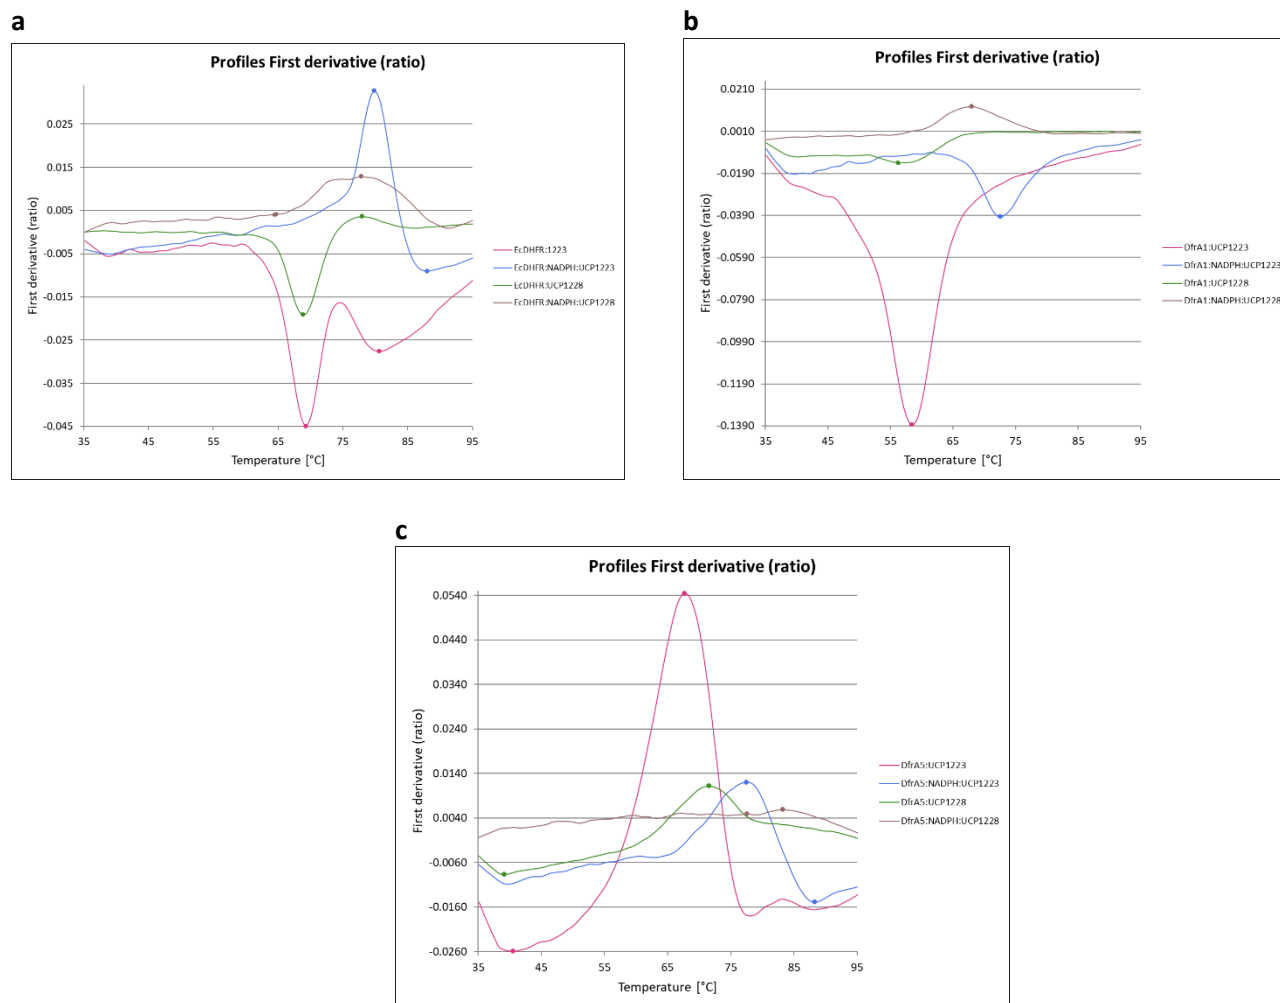 a
Profiles First derivative (ratio)
First derivative (ratio)
0.025
0.015
0.005
-0.005
-0.015
-0.025
-0.035
-0.045
35
45
55
65
75
85
95
Temperature [°C]
EcDHFR:1223
EcDHFR:NADPH:UCP1223
EcDHFR:UCP1228
EcDHFR:NADPH:UCP1228
b
Profiles First derivative (ratio)
First derivative (ratio)
0.0210
0.0010
-0.0190
-0.0390
-0.0590
-0.0790
-0.0990
-0.1190
-0.1390
35
45
55
65
75
85
95
Temperature [°C]
DfrA1:UCP1223
DfrA1:NADPH:UCP1223
DfrA1:UCP1228
DfrA1:NADPH:UCP1228
c
Profiles First derivative (ratio)
First derivative (ratio)
0.0540
0.0440
0.0340
0.0240
0.0140
0.0040
-0.0060
-0.0160
-0.0260
35
45
55
65
75
85
95
Temperature [°C]
DfrA5:UCP1223
DfrA5:NADPH:UCP1223
DfrA5:UCP1228
DfrA5:NADPH:UCP1228